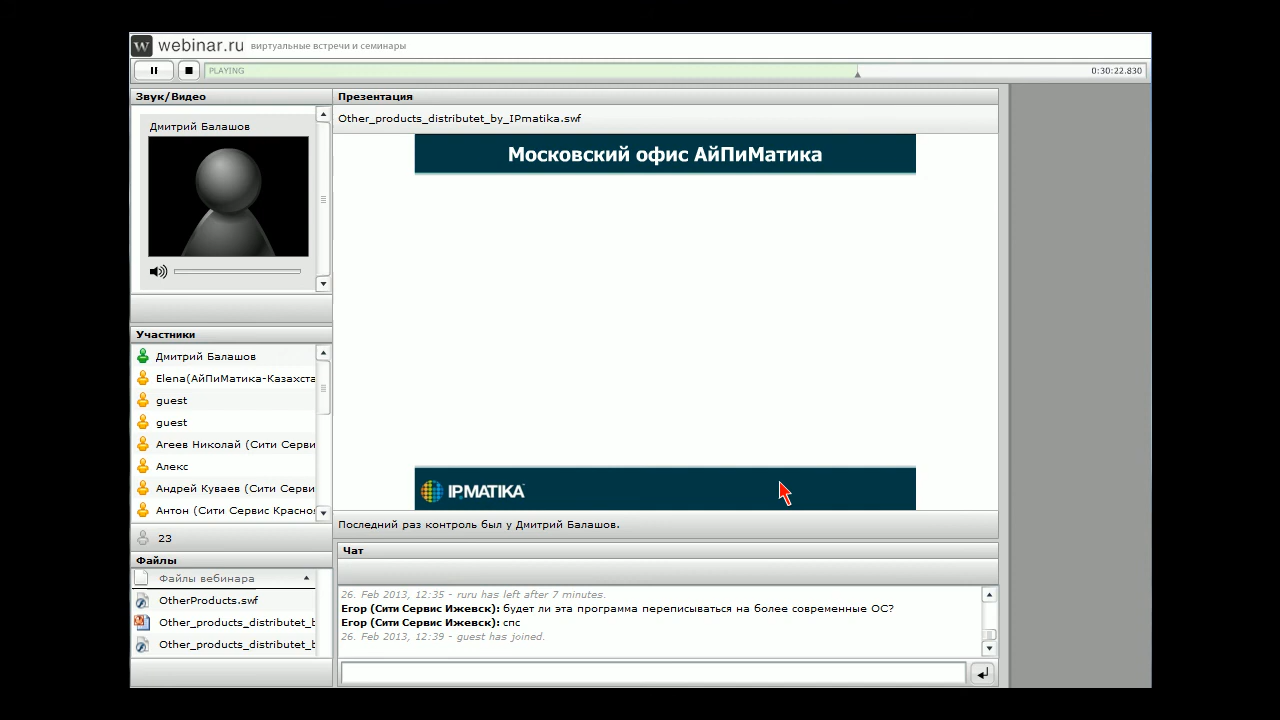 w webinar.ru виртуальные встречи и семинары
PLAYING 0:30:22.830
Звук/Видео
Дмитрий Балашов
Участники
Дмитрий Балашов
Elena(АйПиМатика-Казахста
guest
guest
Агеев Николай (Сити Серви
Алекс
Андрей Куваев (Сити Серви
Антон (Сити Сервис Красно
23
Файлы
Файлы вебинара
OtherProducts.swf
Other_products_distributet_b
Other_products_distributet_b
Презентация
Other_products_distributet_by_IPmatika.swf
Московский офис АйПиМатика
IPMATIKA
Последний раз контроль был у Дмитрий Балашов.
Чат
26. Feb 2013, 12:35 - ruru has left after 7 minutes.
Егор (Сити Сервис Ижевск): будет ли эта программа переписываться на более современные ОС?
Егор (Сити Сервис Ижевск): спс
26. Feb 2013, 12:39 - guest has joined.